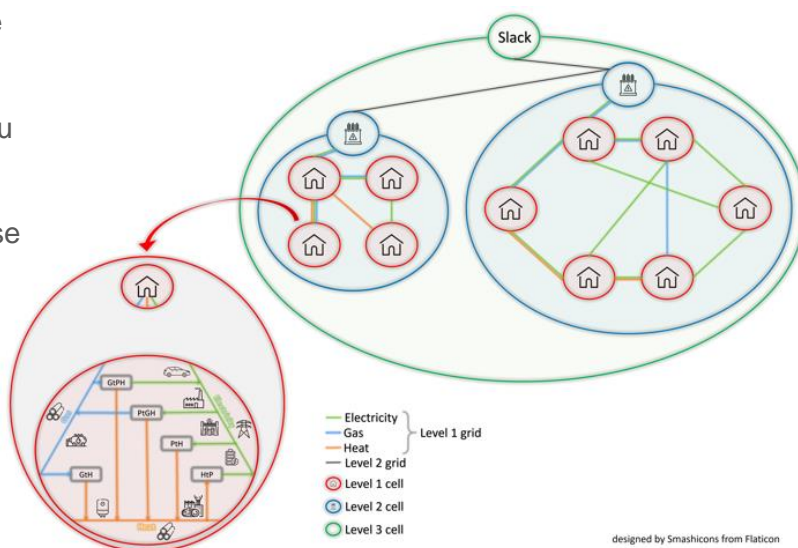 e
u
se
Slack
GtPH
PtGH
PtH
GtH
HtP
Electricity
Gas
Heat
Level 1 grid
Level 2 grid
Level 1 cell
Level 2 cell
Level 3 cell
designed by Smashicons from Flaticon